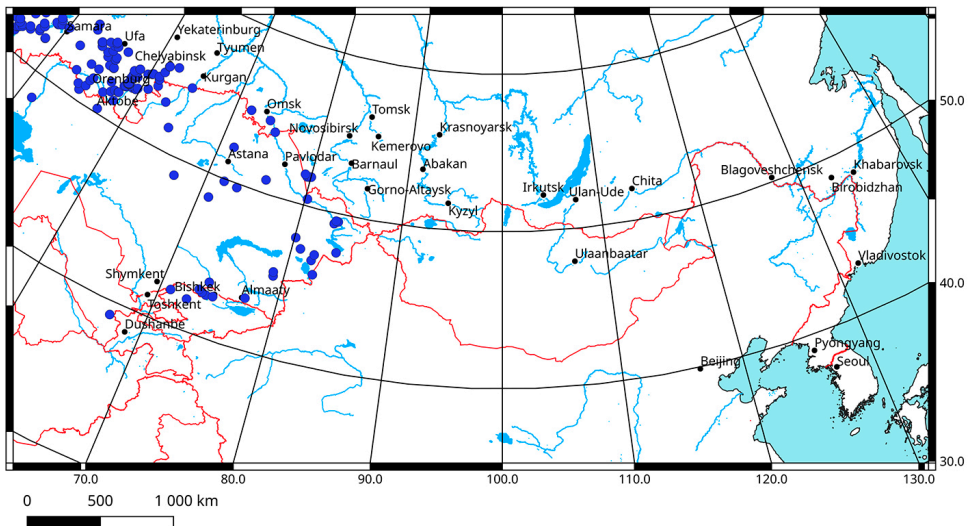 Samara
Yekaterinburg
Ufa
Tyumen
Chelyabinsk
Orenburg
Kurgan
Aktobe
50.0
Omsk
Tomsk
Novosibirsk
Krasnoyarsk
Kemerovo
Astana
Pavlodar
Barnaul
Abakan
Blagoveshchensk
Khabarovsk
Gorno-Altaysk
Irkutsk
Ulan-Ude
Chita
Birobidzhan
Kyzyl
Ulaanbaatar
Vladivostok
Shymkent
Bishkek
Almaaty
40.0
Toshkent
Dushanbe
Pyongyang
Beijing
Seoul
30.0
70.0
80.0
90.0
100.0
110.0
120.0
130.0
0
500
1 000 km